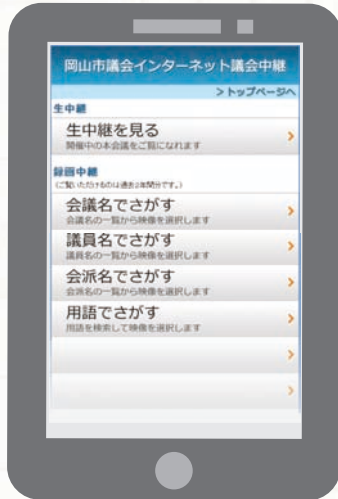 岡山市議会インターネット議会中継
>トップページへ
生中継
生中継を見る
開催中の本会議をご覧になれます
録画中継
(ご覧いただけるのは過去2年間分です。)
会議名でさがす
会議名の一覧から映像を選択します
議員名でさがす
議員名の一覧から映像を選択します
会派名でさがす
会派名の一覧から映像を選択します
用語でさがす
用語を検索して映像を選択します